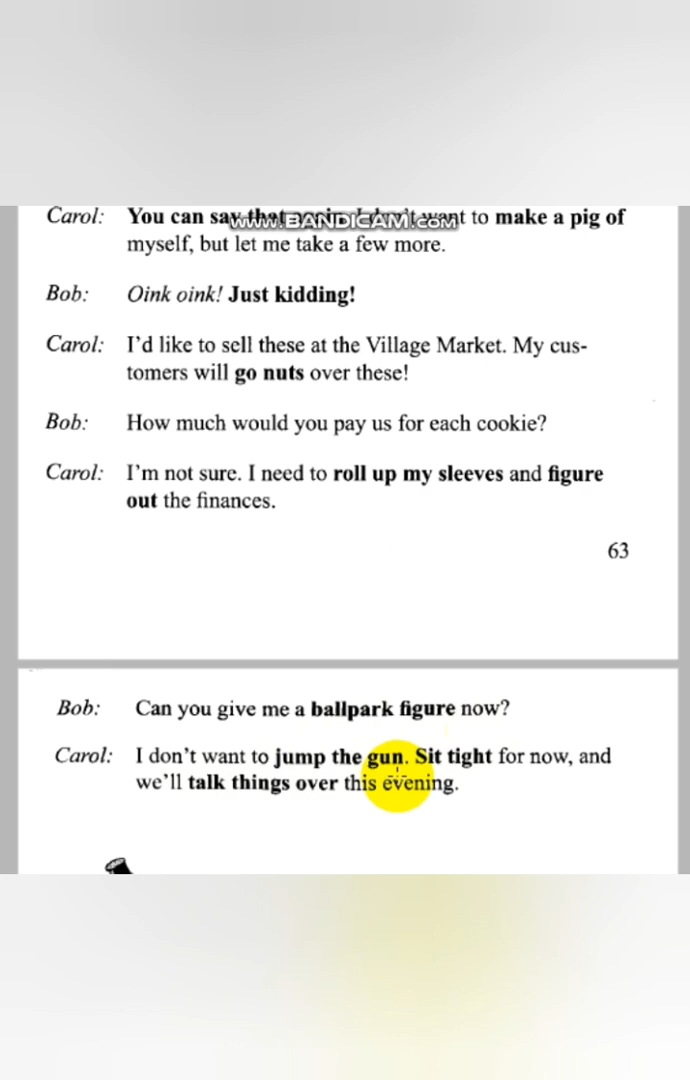 Carol: You can say that again! I don't want to make a pig of
www.BANDICAM.com
myself, but let me take a few more.
Bob: Oink oink! Just kidding!
Carol: I'd like to sell these at the Village Market. My cus-
tomers will go nuts over these!
Bob: How much would you pay us for each cookie?
Carol: I'm not sure. I need to roll up my sleeves and figure
out the finances.
63
Bob: Can you give me a ballpark figure now?
Carol: I don't want to jump the gun. Sit tight for now, and
we'll talk things over this evening.